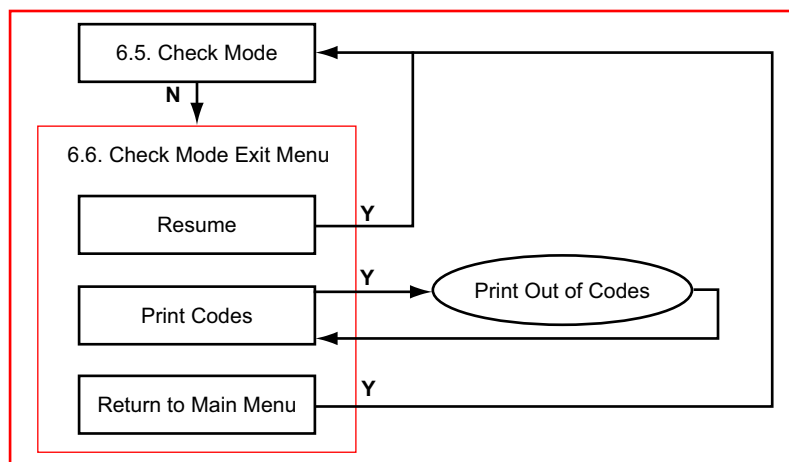 6.5. Check Mode
N
6.6. Check Mode Exit Menu
Resume
Y
Print Codes
Y
Print Out of Codes
Return to Main Menu
Y